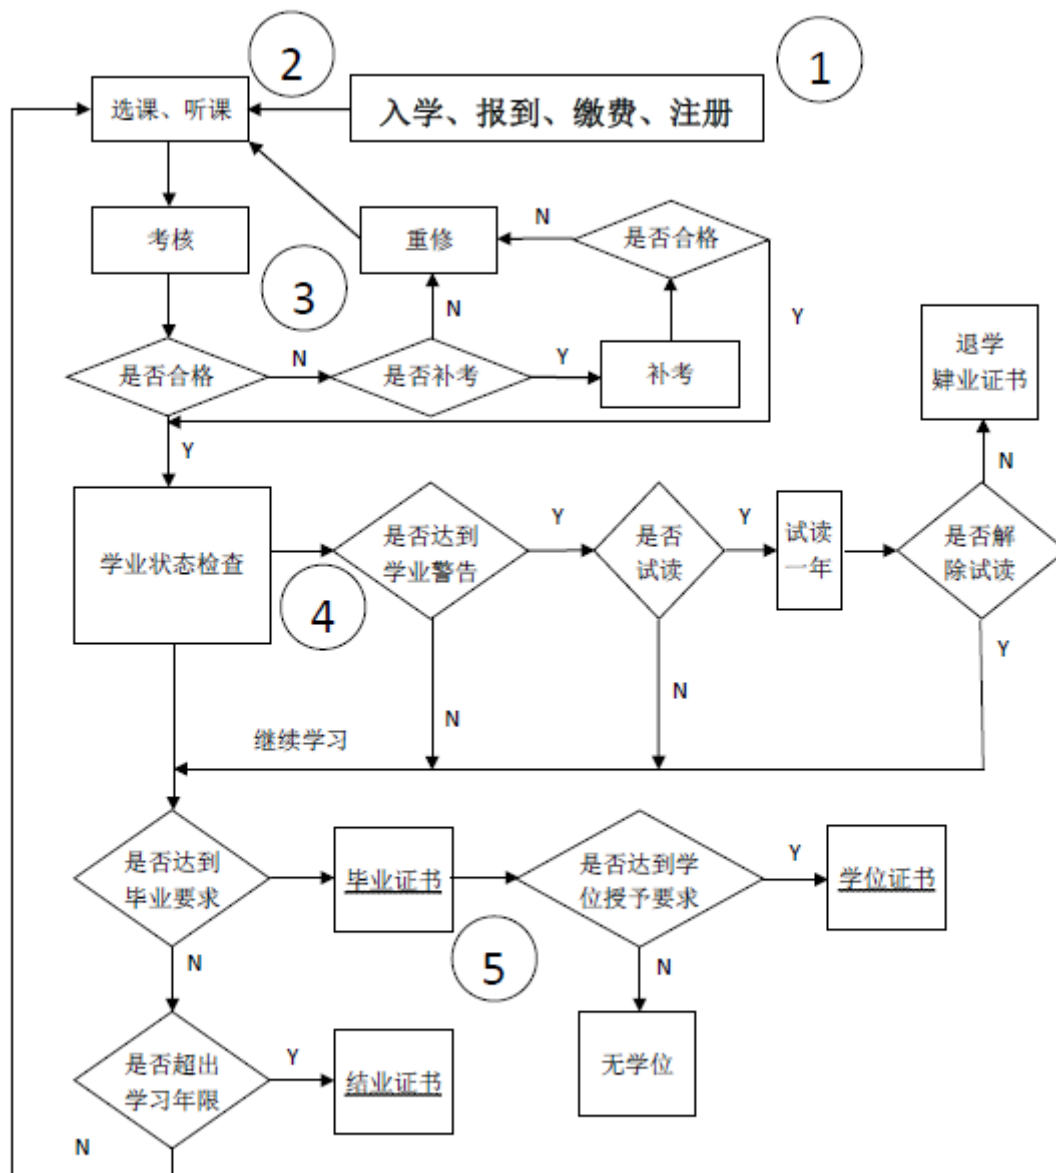 1
2
选课、听课
入学、报到、缴费、注册
考核
重修
N
是否合格
3
N
Y
是否合格
N
是否补考
Y
补考
退学
肄业证书
Y
N
学业状态检查
是否达到
学业警告
Y
是否
试读
Y
试读
一年
是否解
除试读
4
Y
N
N
继续学习
是否达到
毕业要求
毕业证书
是否达到学
位授予要求
Y
学位证书
5
N
N
无学位
是否超出
学习年限
Y
结业证书
N